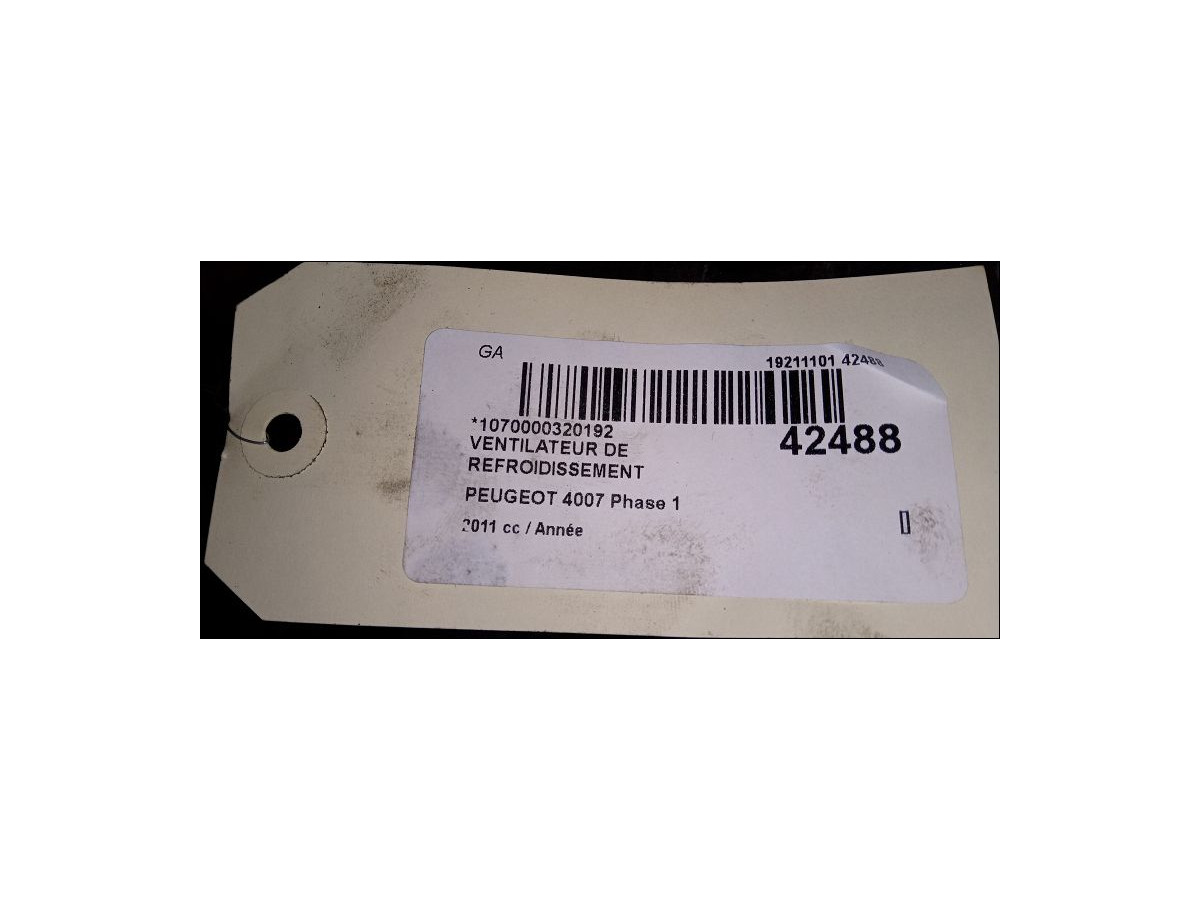 GA
19211101 42488
*1070000320192
42488
VENTILATEUR DE
REFROIDISSEMENT
PEUGEOT 4007 Phase 1
2011 cc / Année